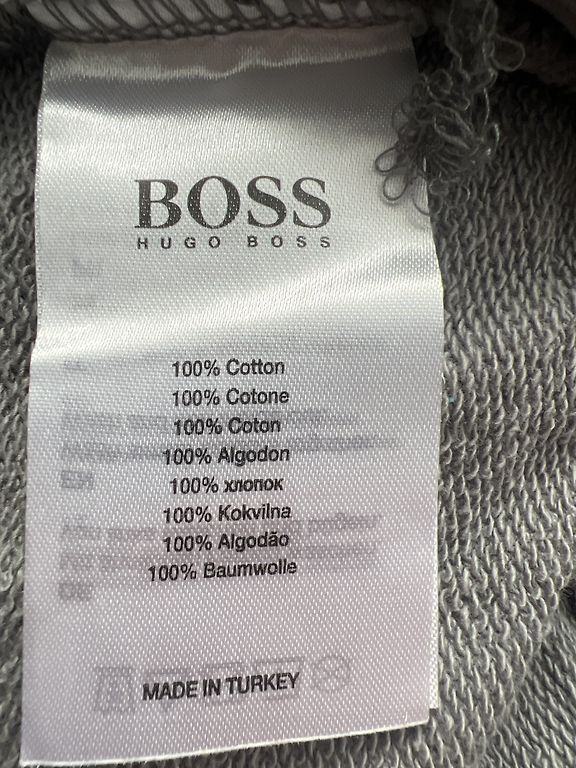 BOSS
HUGO BOSS
100% Cotton
100% Cotone
100% Coton
100% Algodon
100% хлопок
100% Kokvilna
100% Algodão
100% Baumwolle
MADE IN TURKEY